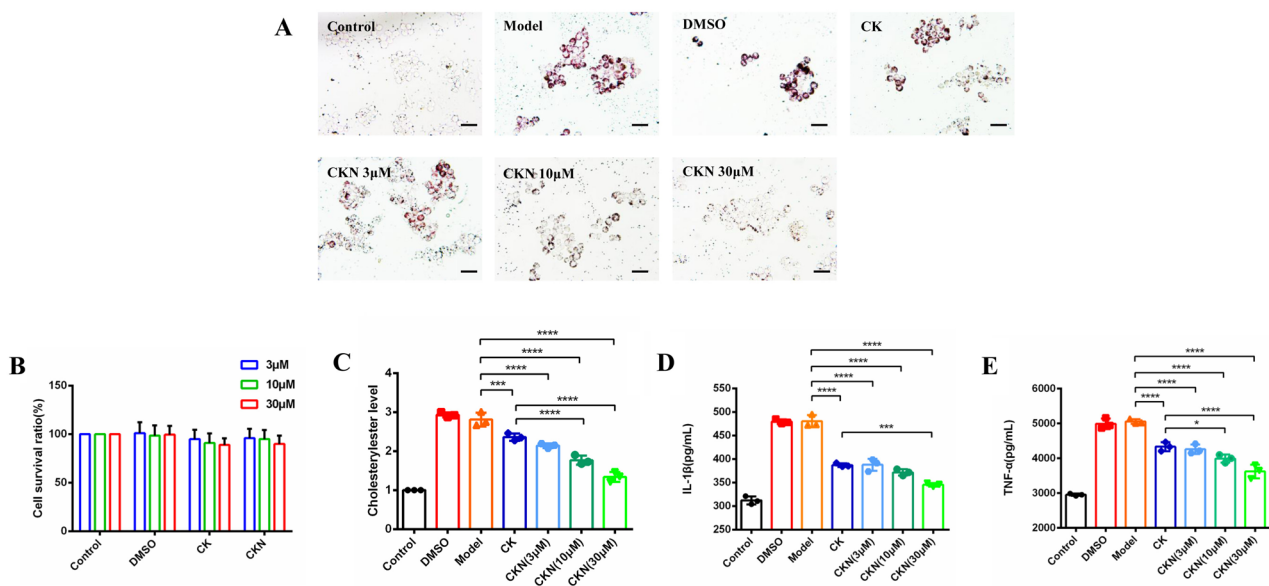 A
Control
Model
DMSO
CK
CKN 3μM
CKN 10μM
CKN 30μM
B
Cell survival ratio(%)
150
100
50
0
3μM
10μM
30μM
Control
DMSO
CK
CKN
C
Cholesterylester level
4
3
2
1
0
****
****
****
***
****
****
Control
DMSO
Model
CK
CKN(3μM)
CKN(10μM)
CKN(30μM)
D
IL-1β(pg/mL)
550
500
450
400
350
300
250
****
****
****
****
***
Control
DMSO
Model
CK
CKN(3μM)
CKN(10μM)
CKN(30μM)
E
TNF-α(pg/mL)
6000
5000
4000
3000
2000
****
****
****
****
****
*
Control
DMSO
Model
CK
CKN(3μM)
CKN(10μM)
CKN(30μM)